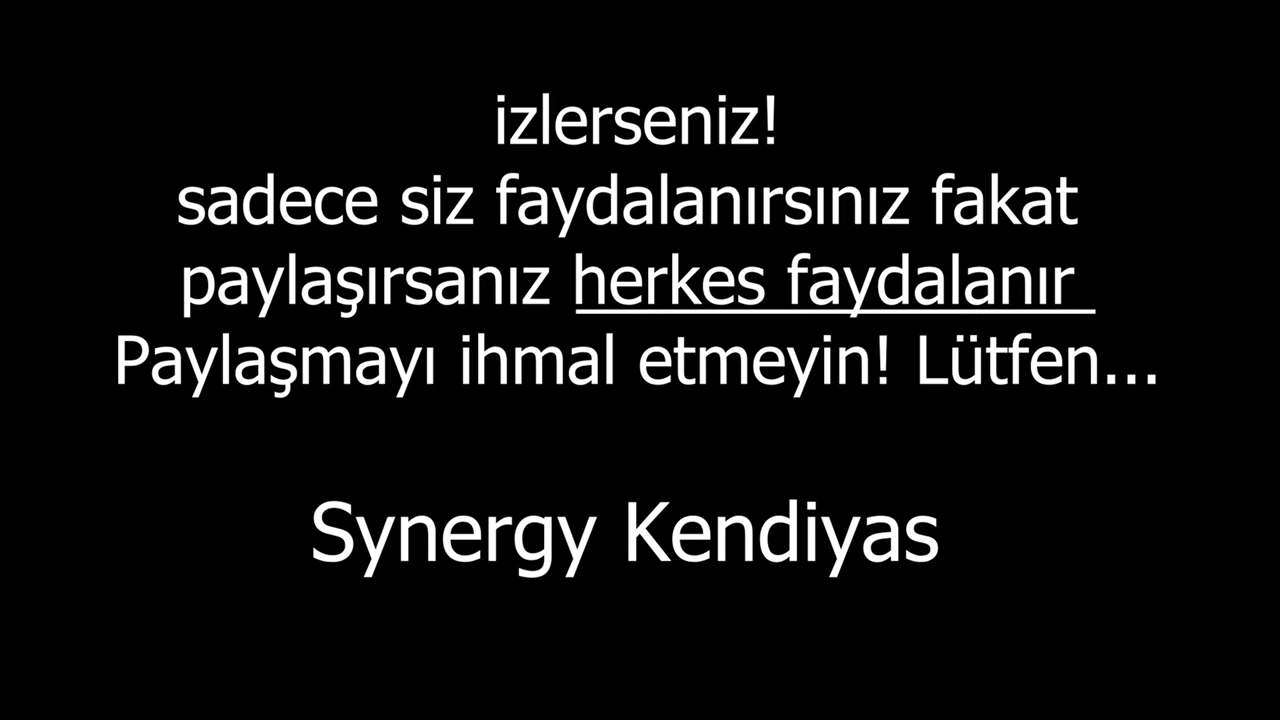 izlerseniz!
sadece siz faydalanırsınız fakat
paylaşırsanız herkes faydalanır
Paylaşmayı ihmal etmeyin! Lütfen...
Synergy Kendiyas